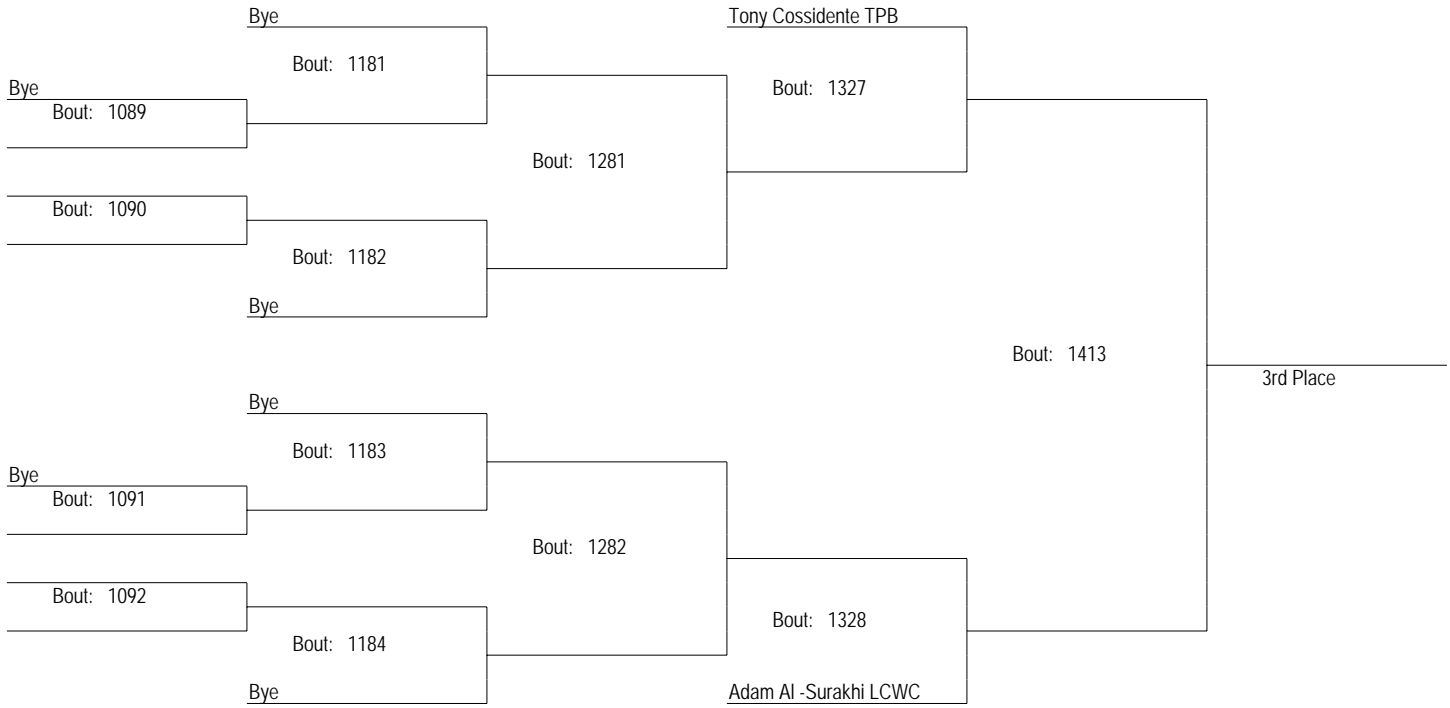 Bye
Tony Cossidente TPB
Bout: 1181
Bye
Bout: 1327
Bout: 1089
Bout: 1281
Bout: 1090
Bout: 1182
Bye
Bout: 1413
3rd Place
Bye
Bout: 1183
Bye
Bout: 1091
Bout: 1282
Bout: 1092
Bout: 1328
Bout: 1184
Bye
Adam Al -Surakhi LCWC